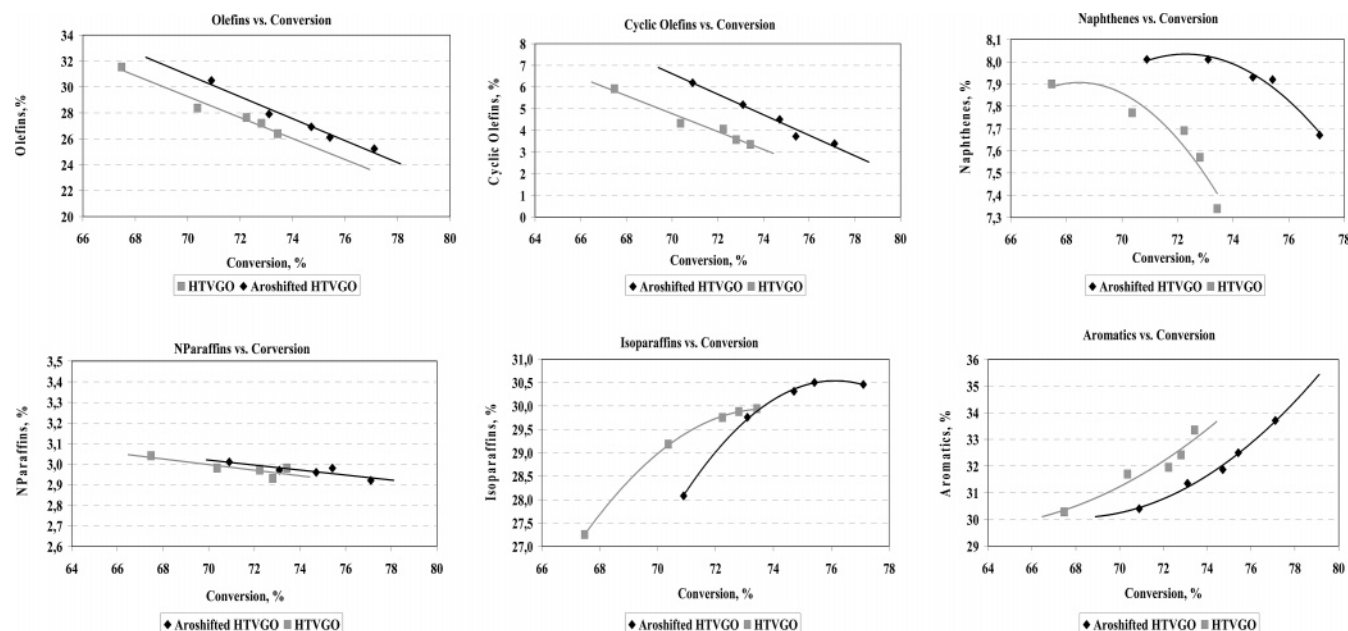 Olefins vs. Conversion
Olefins, %
34
32
30
28
26
24
22
20
66 68 70 72 74 76 78 80
Conversion, %
HTVGO Aroshifted HTVGO
Cyclic Olefins vs. Conversion
Cyclic Olefins, %
8
7
6
5
4
3
2
1
0
66 68 70 72 74 76 78 80
Conversion, %
Aroshifted HTVGO HTVGO
Naphthenes vs. Conversion
Naphthenes, %
8,1
8,0
7,9
7,8
7,7
7,6
7,5
7,4
7,3
66 68 70 72 74 76 78
Conversion, %
Aroshifted HTVGO HTVGO
NParaffins vs. Corversion
NParaffins, %
3,5
3,4
3,3
3,2
3,1
3,0
2,9
2,8
2,7
2,6
64 66 68 70 72 74 76 78 80
Conversion, %
Aroshifted HTVGO HTVGO
Isoparaffins vs. Conversion
Isoparaffins, %
31,0
30,5
30,0
29,5
29,0
28,5
28,0
27,5
27,0
66 68 70 72 74 76 78
Conversion, %
Aroshifted HTVGO HTVGO
Aromatics vs. Conversion
Aromatics, %
36
35
34
33
32
31
30
29
64 66 68 70 72 74 76 78 80
Conversion, %
Aroshifted HTVGO HTVGO